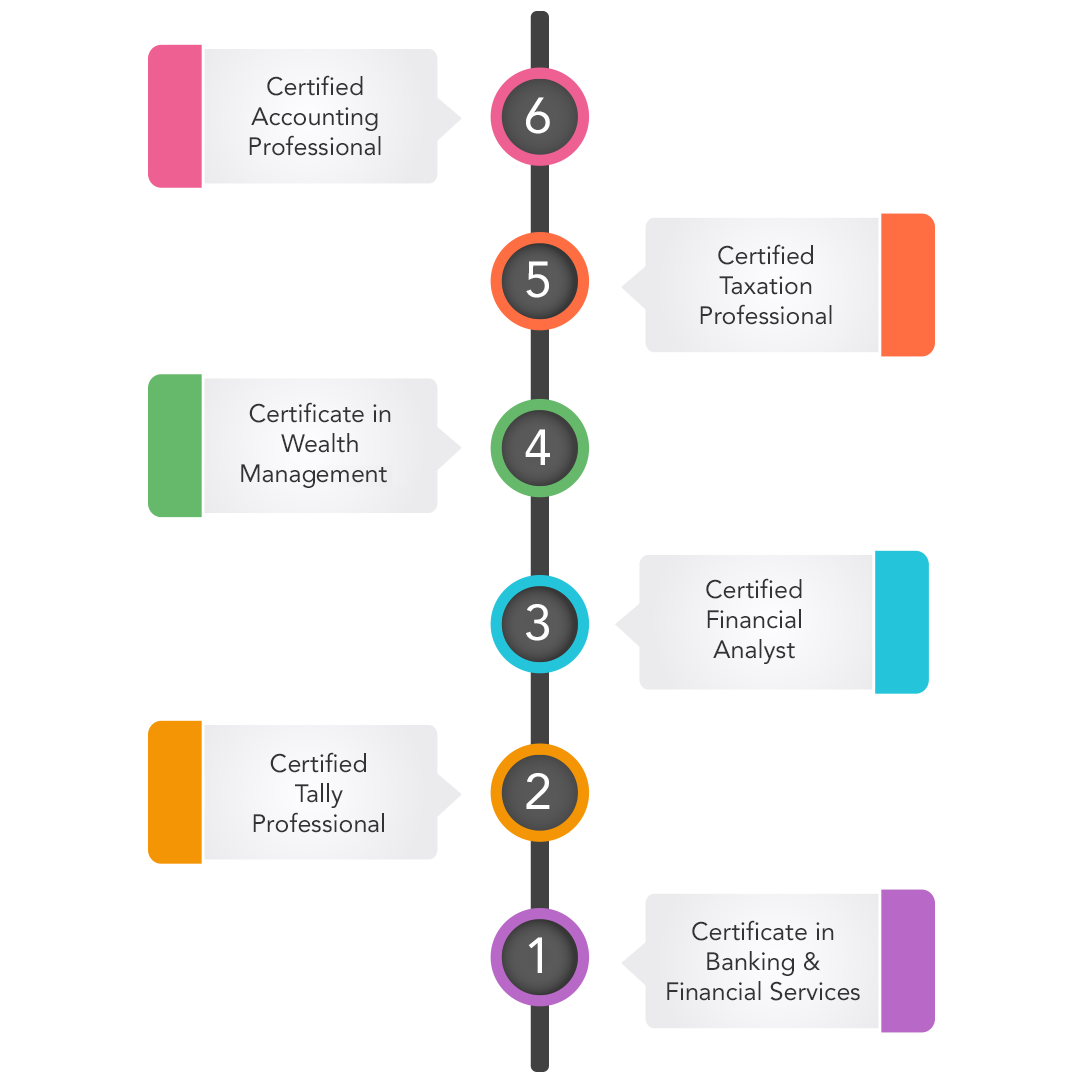 Certified
Accounting
Professional
6
5
Certified
Taxation
Professional
Certificate in
Wealth
Management
4
3
Certified
Financial
Analyst
Certified
Tally
Professional
2
1
Certificate in
Banking &
Financial Services